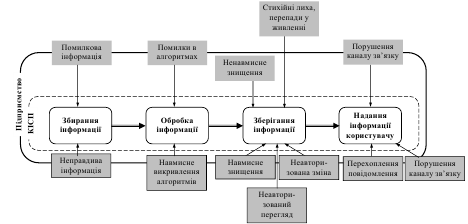 Стихійні лиха,
перепади у
живленні
Помилкова
інформація
Помилки в
алгоритмах
Ненавмисне
знищення
Порушення
каналу зв'язку
Підприємство
КІСП
Збирання
інформації
Обробка
інформації
Зберігання
інформації
Надання
інформації
користувачу
Неправдива
інформація
Навмисне
викривлення
алгоритмів
Навмисне
знищення
Неавтори-
зована зміна
Перехоплення
повідомлення
Порушення
каналу зв'язку
Неавтори-
зований
перегляд